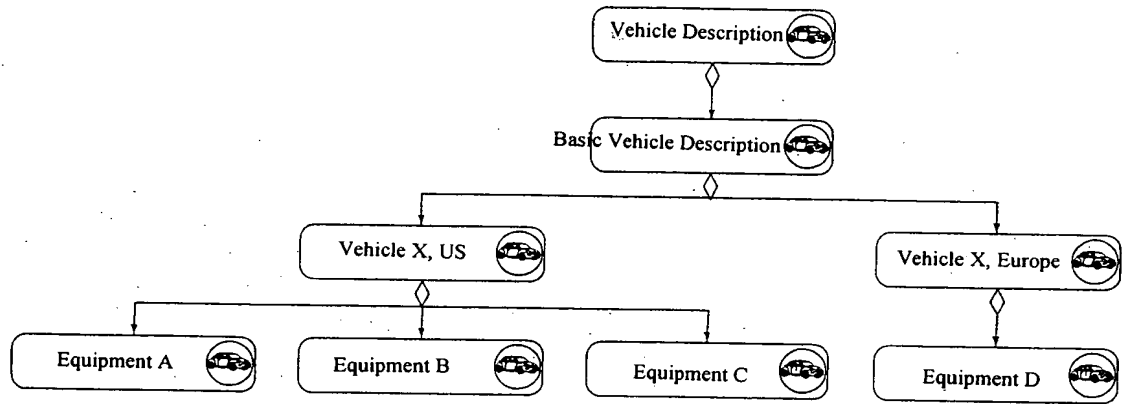 Vehicle Description
Basic Vehicle Description
Vehicle X, US
Vehicle X, Europe
Equipment A
Equipment B
Equipment C
Equipment D